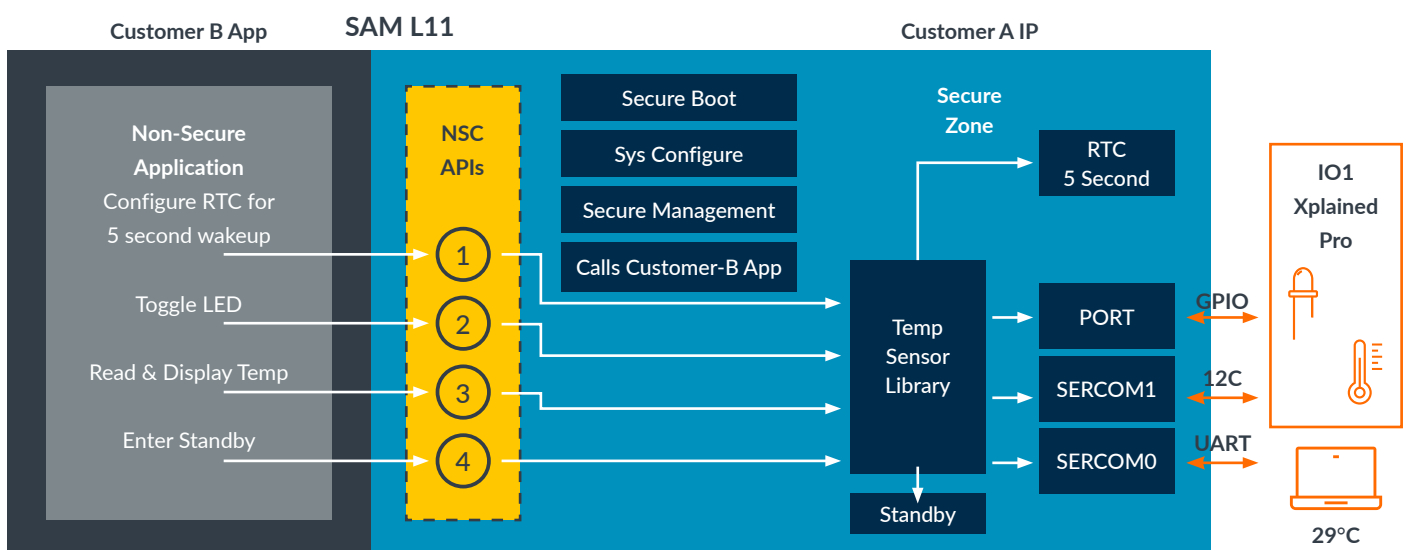 Customer B App
SAM L11
Customer A IP
Non-Secure
Application
Configure RTC for
5 second wakeup
Toggle LED
Read & Display Temp
Enter Standby
NSC
APIs
1
2
3
4
Secure Boot
Sys Configure
Secure Management
Calls Customer-B App
Secure
Zone
RTC
5 Second
Temp
Sensor
Library
Standby
PORT
SERCOM1
SERCOM0
GPIO
12C
UART
IO1
Xplained
Pro
29°C